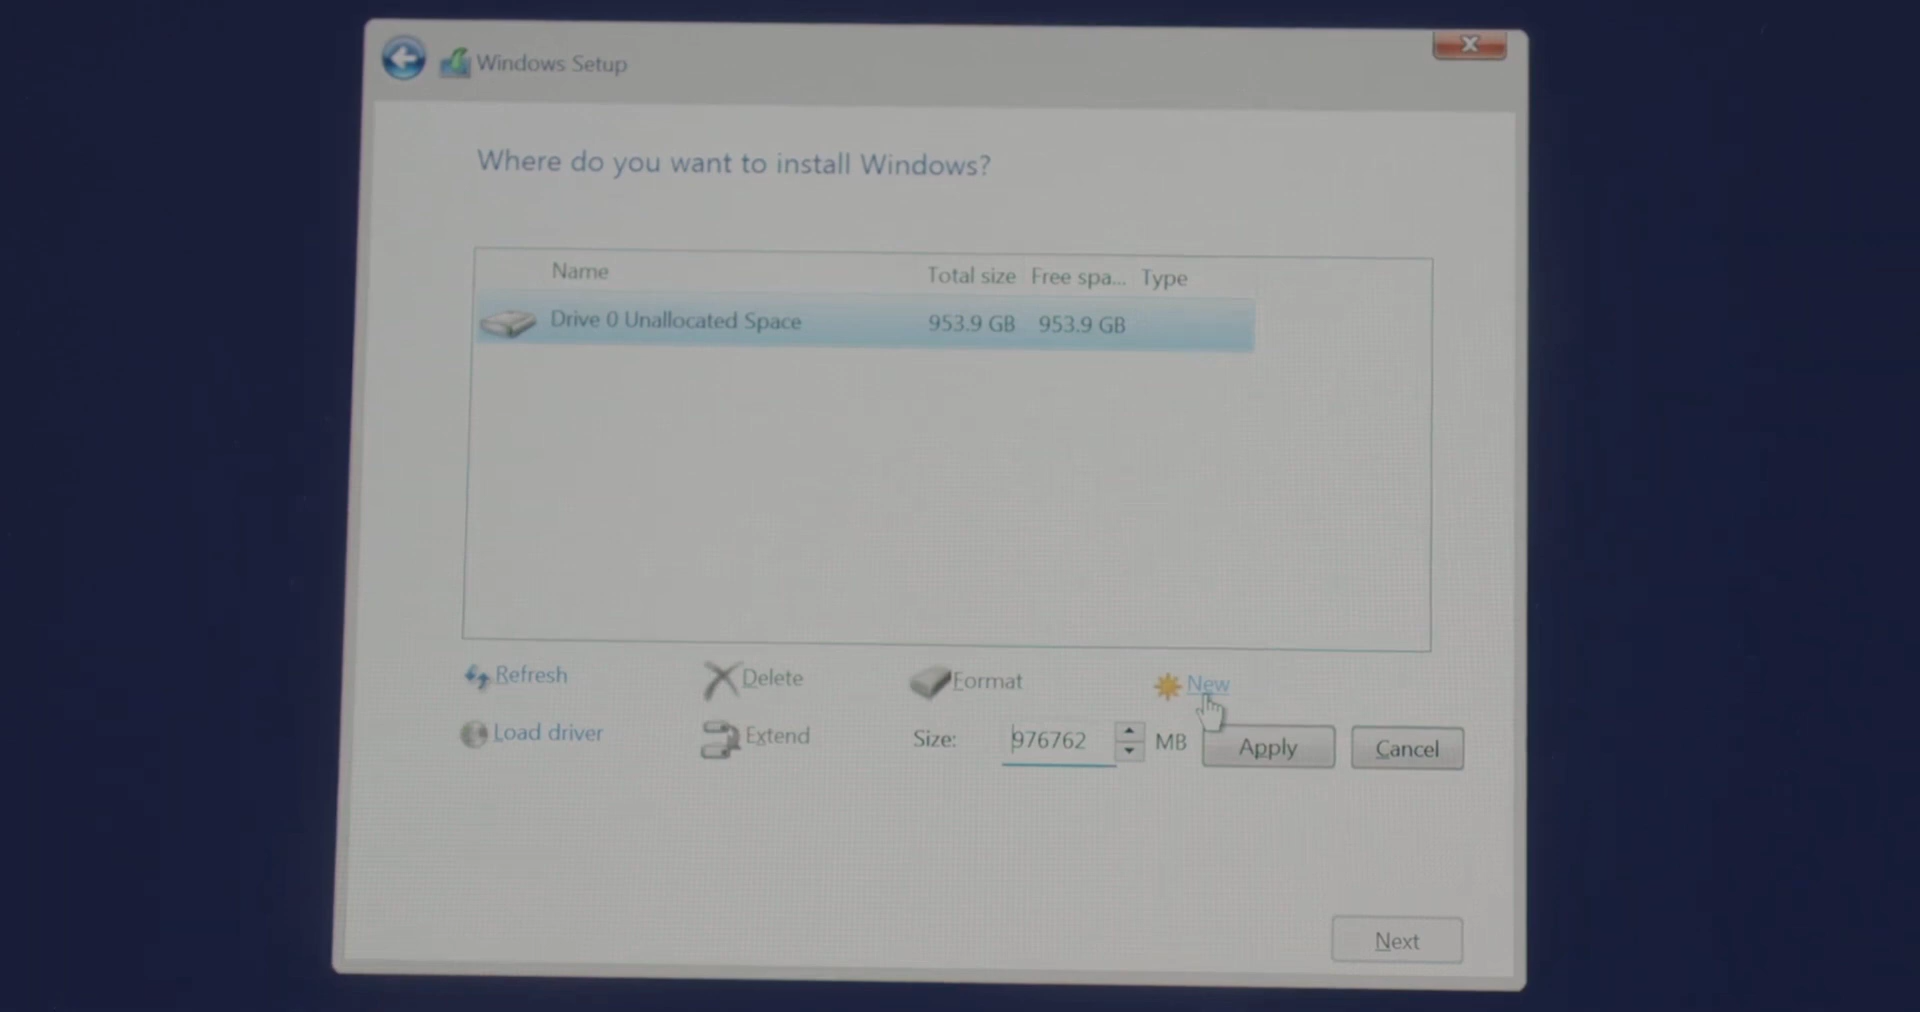 Windows Setup
Where do you want to install Windows?
Name Total size Free spa... Type
Drive 0 Unallocated Space 953.9 GB 953.9 GB
Refresh Delete Format New
Load driver Extend Size: 976762 MB Apply Cancel
Next